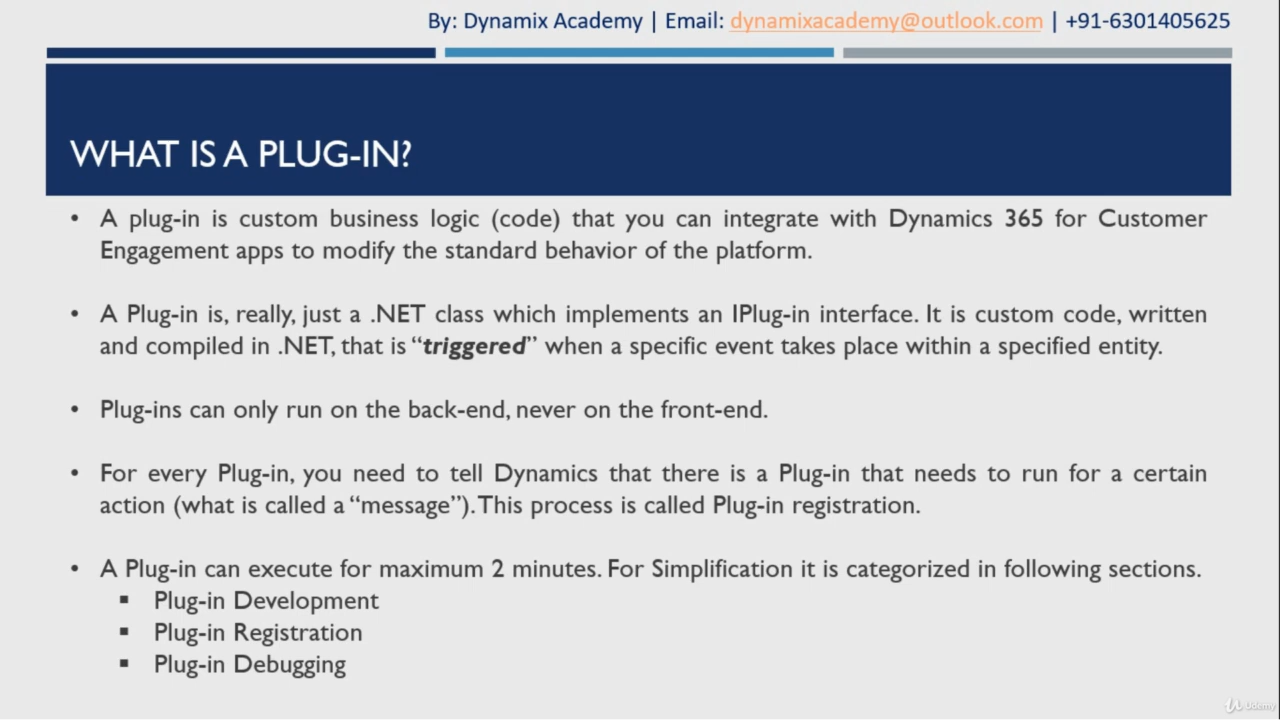 By: Dynamix Academy | Email: dynamixacademy@outlook.com | +91-6301405625
WHAT IS A PLUG-IN?
• A plug-in is custom business logic (code) that you can integrate with Dynamics 365 for Customer
Engagement apps to modify the standard behavior of the platform.
• A Plug-in is, really, just a .NET class which implements an IPlug-in interface. It is custom code, written
and compiled in .NET, that is “triggered” when a specific event takes place within a specified entity.
• Plug-ins can only run on the back-end, never on the front-end.
• For every Plug-in, you need to tell Dynamics that there is a Plug-in that needs to run for a certain
action (what is called a “message”). This process is called Plug-in registration.
• A Plug-in can execute for maximum 2 minutes. For Simplification it is categorized in following sections.
▪ Plug-in Development
▪ Plug-in Registration
▪ Plug-in Debugging
Udemy